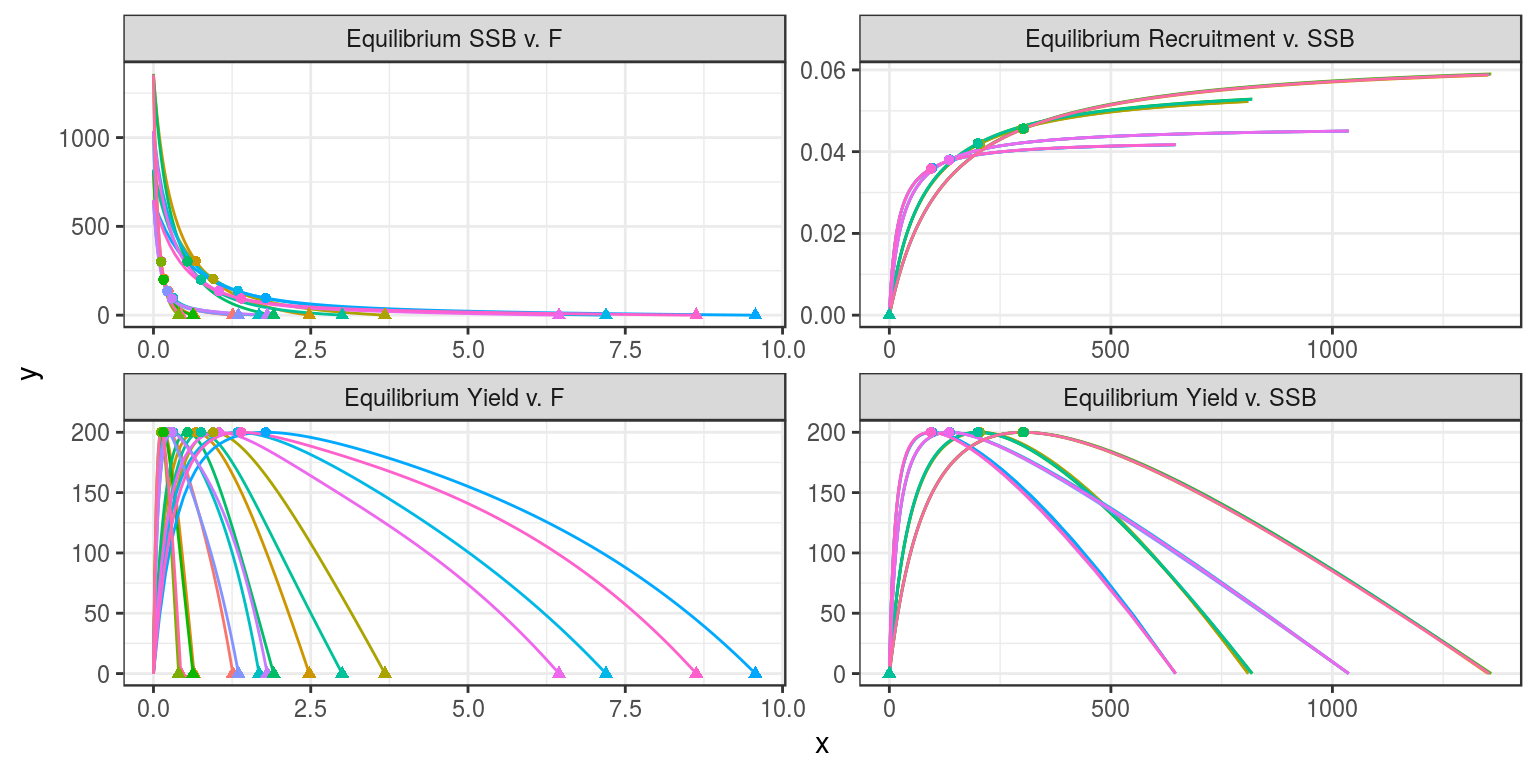 Equilibrium SSB v. F
Equilibrium Recruitment v. SSB
1000
500
0
0.0 2.5 5.0 7.5 10.0
0.06
0.04
0.02
0.00
0 500 1000
y
Equilibrium Yield v. F
Equilibrium Yield v. SSB
200
150
100
50
0
0.0 2.5 5.0 7.5 10.0
200
150
100
50
0
0 500 1000
x